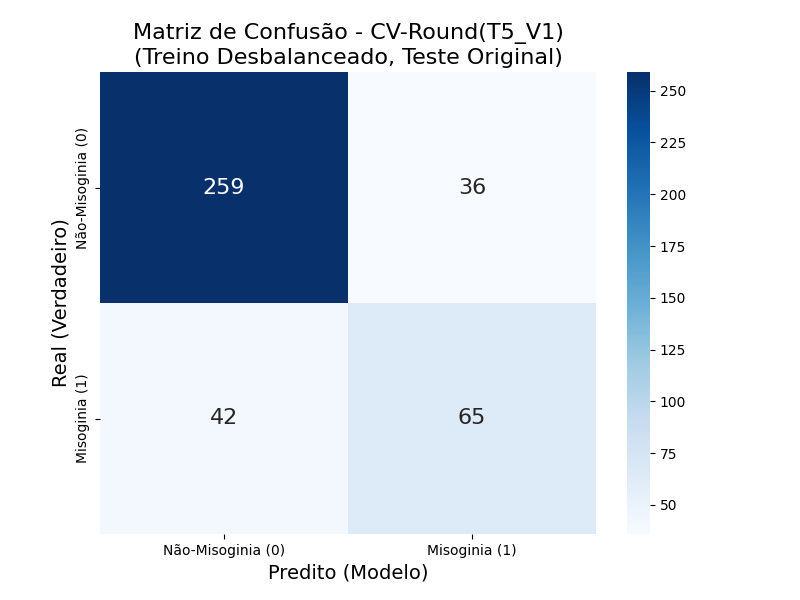 Matriz de Confusão - CV-Round(T5_V1)
(Treino Desbalanceado, Teste Original)
Real (Verdadeiro)
Não-Misoginia (0)
Misoginia (1)
259
36
42
65
Não-Misoginia (0)
Misoginia (1)
Predito (Modelo)
250
225
200
175
150
125
100
75
50